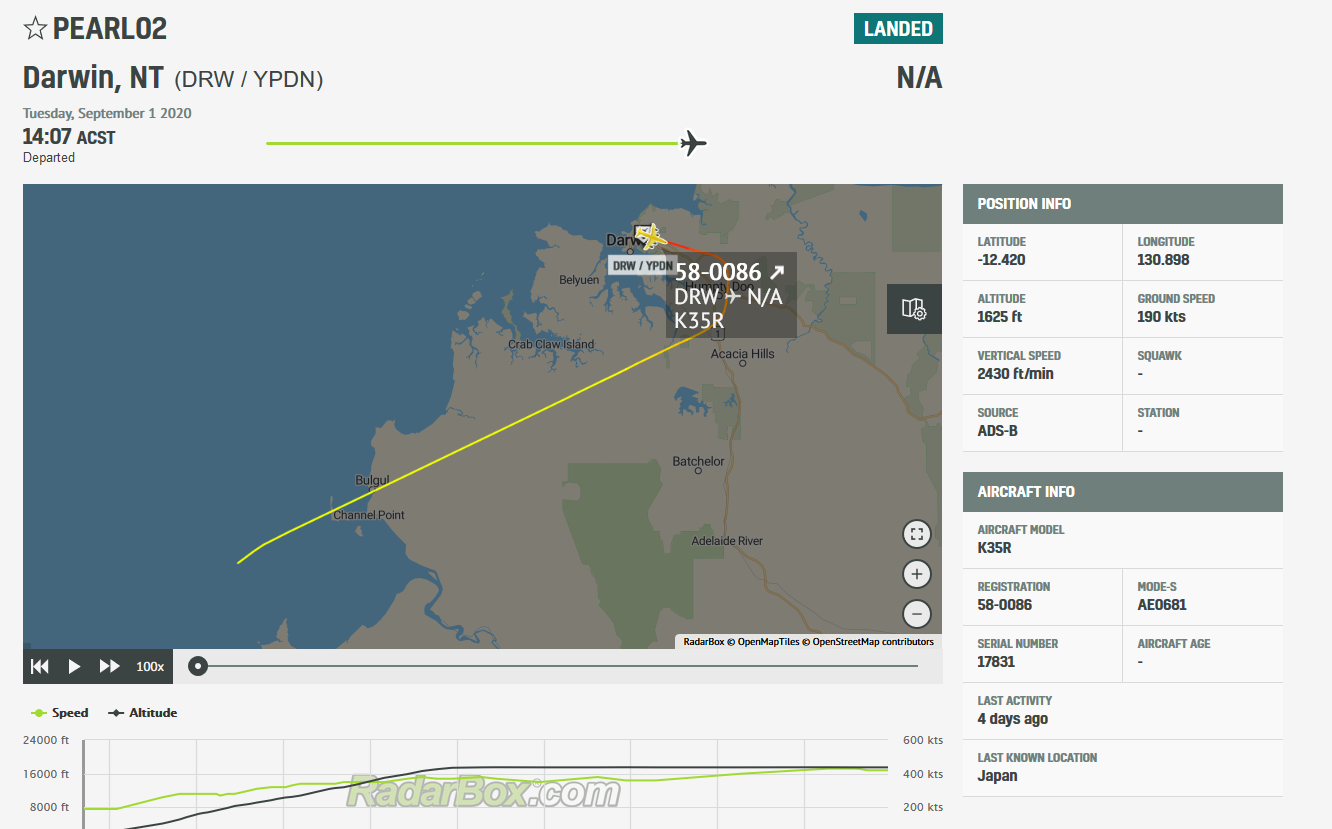 PEARL02
LANDED
Darwin, NT (DRW / YPDN)
N/A
Tuesday, September 1 2020
14:07 ACST
Departed
Darw
DRW / YPDN
Belyuen
58-0086
Humpty Doo
DRW N/A
K35R
1
Crab Claw Island
Acacia Hills
Batchelor
Bulgul
Channel Point
Adelaide River
RadarBox © OpenMapTiles © OpenStreetMap contributors
100x
Speed
Altitude
24000 ft
600 kts
16000 ft
400 kts
RadarBox.com
8000 ft
200 kts
POSITION INFO
LATITUDE
-12.420
LONGITUDE
130.898
ALTITUDE
1625 ft
GROUND SPEED
190 kts
VERTICAL SPEED
2430 ft/min
SQUAWK
-
SOURCE
ADS-B
STATION
-
AIRCRAFT INFO
AIRCRAFT MODEL
K35R
REGISTRATION
58-0086
MODE-S
AE0681
SERIAL NUMBER
17831
AIRCRAFT AGE
-
LAST ACTIVITY
4 days ago
LAST KNOWN LOCATION
Japan